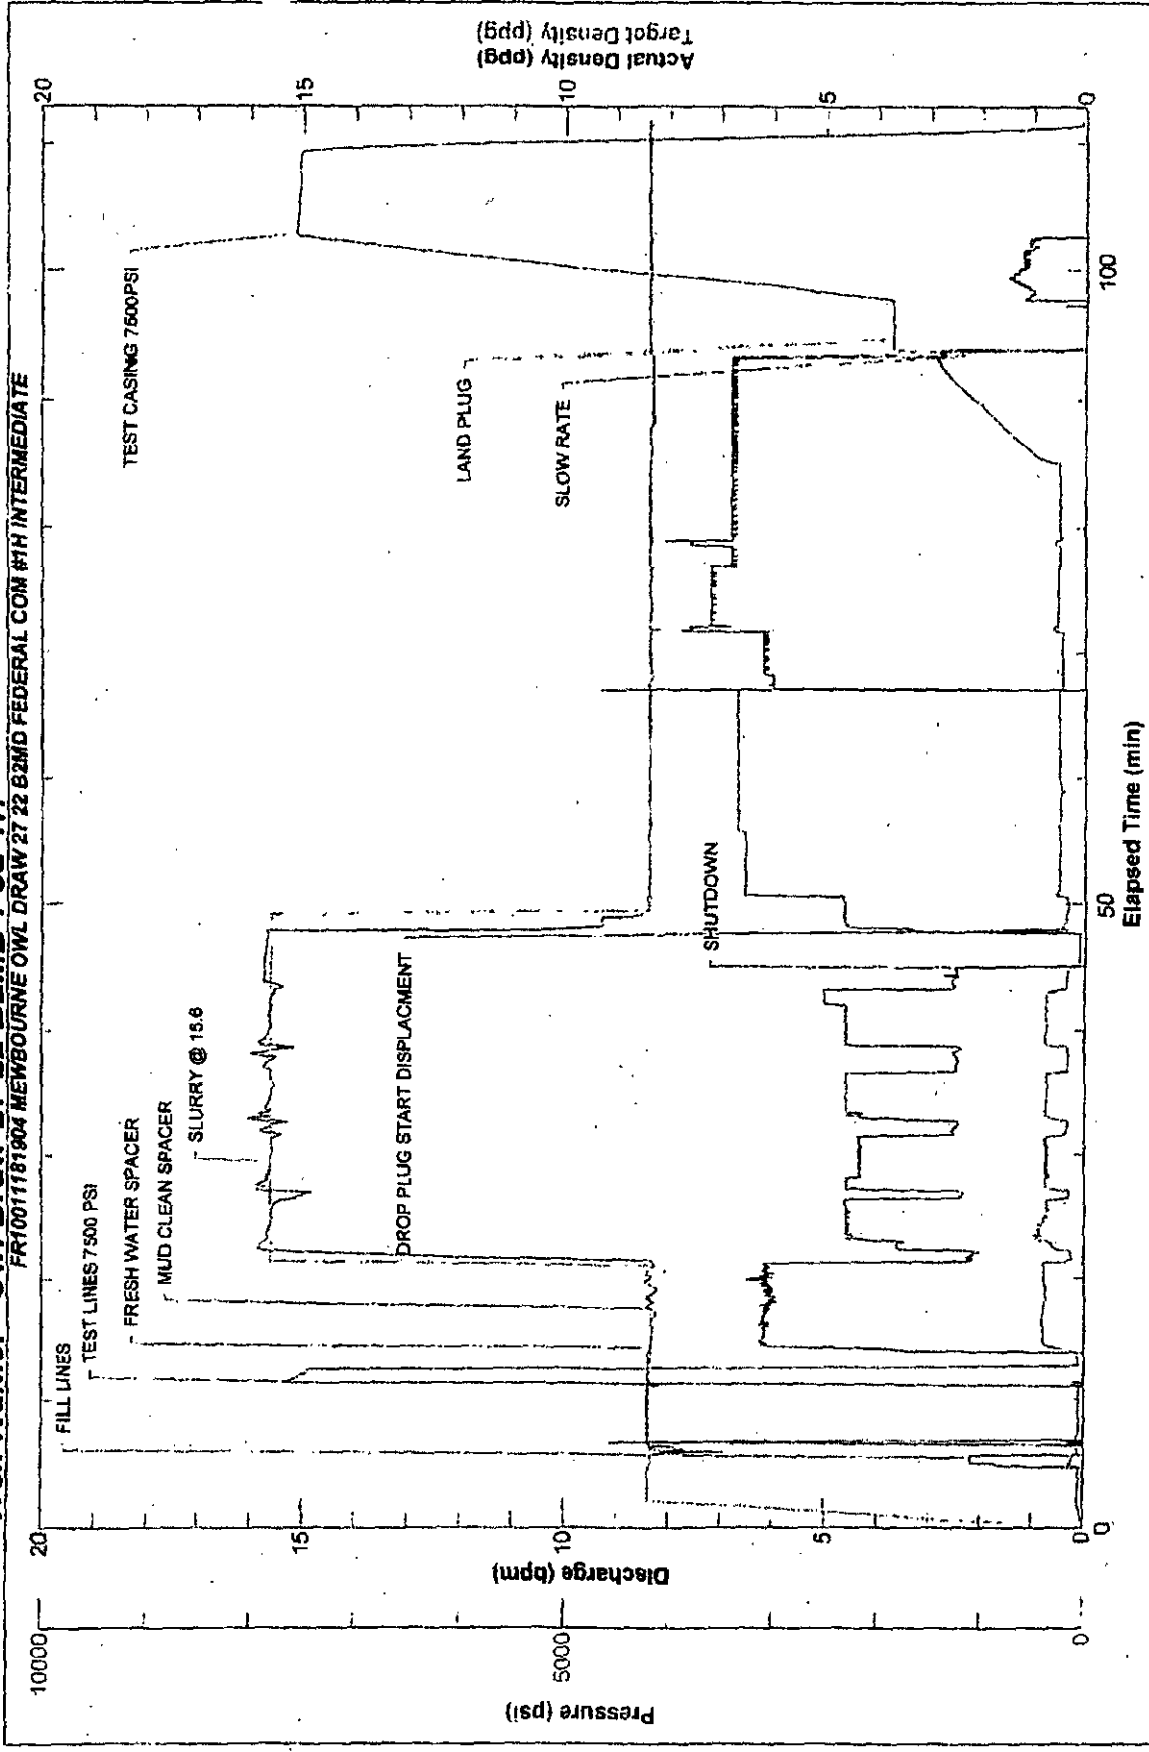 FR10011181904 MEWBOURNE OWL DRAW 27 22 B2MD FEDERAL COM #1H INTERMEDIATE
FILL LINES
TEST LINES 7500 PSI
FRESH WATER SPACER
MUD CLEAN SPACER
SLURRY @ 15.6
DROP PLUG START DISPLACMENT
SHUTDOWN
SLOW RATE
LAND PLUG
TEST CASING 7500PSI
Pressure (psi)
10000
5000
0
Discharge (bpm)
20
15
10
5
0
Actual Density (ppg)
Target Density (ppg)
20
15
10
5
0
0
50
100
Elapsed Time (min)